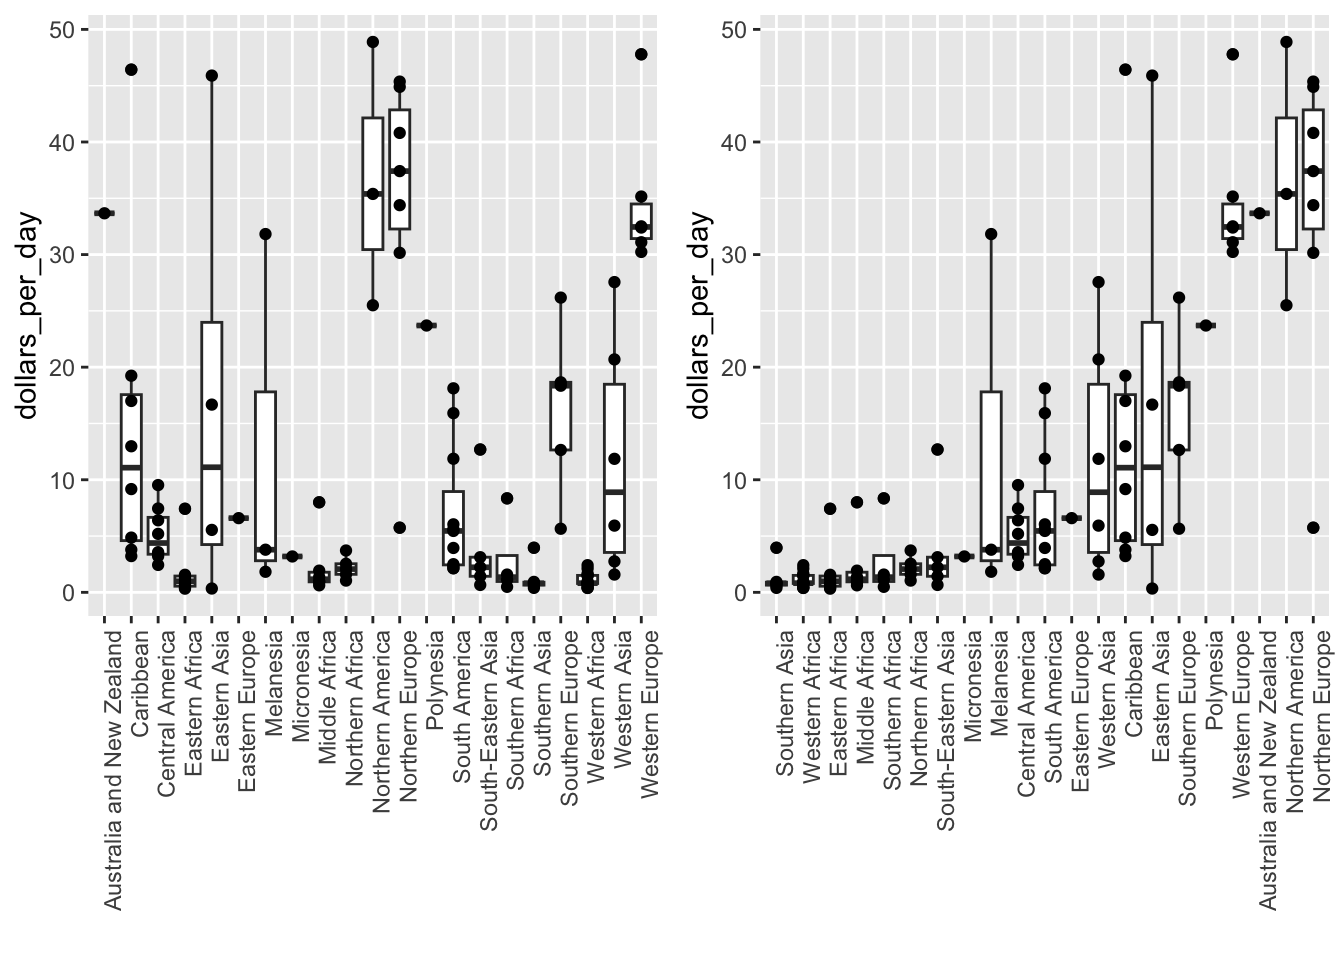 dollars_per_day
50
40
30
20
10
0
Australia and New Zealand
Caribbean
Central America
Eastern Africa
Eastern Asia
Eastern Europe
Melanesia
Micronesia
Middle Africa
Northern Africa
Northern America
Northern Europe
Polynesia
South America
South-Eastern Asia
Southern Africa
Southern Asia
Southern Europe
Western Africa
Western Asia
Western Europe
dollars_per_day
50
40
30
20
10
0
Southern Asia
Western Africa
Eastern Africa
Middle Africa
Southern Africa
Northern Africa
South-Eastern Asia
Micronesia
Melanesia
Central America
South America
Eastern Europe
Western Asia
Caribbean
Eastern Asia
Southern Europe
Polynesia
Western Europe
Australia and New Zealand
Northern America
Northern Europe